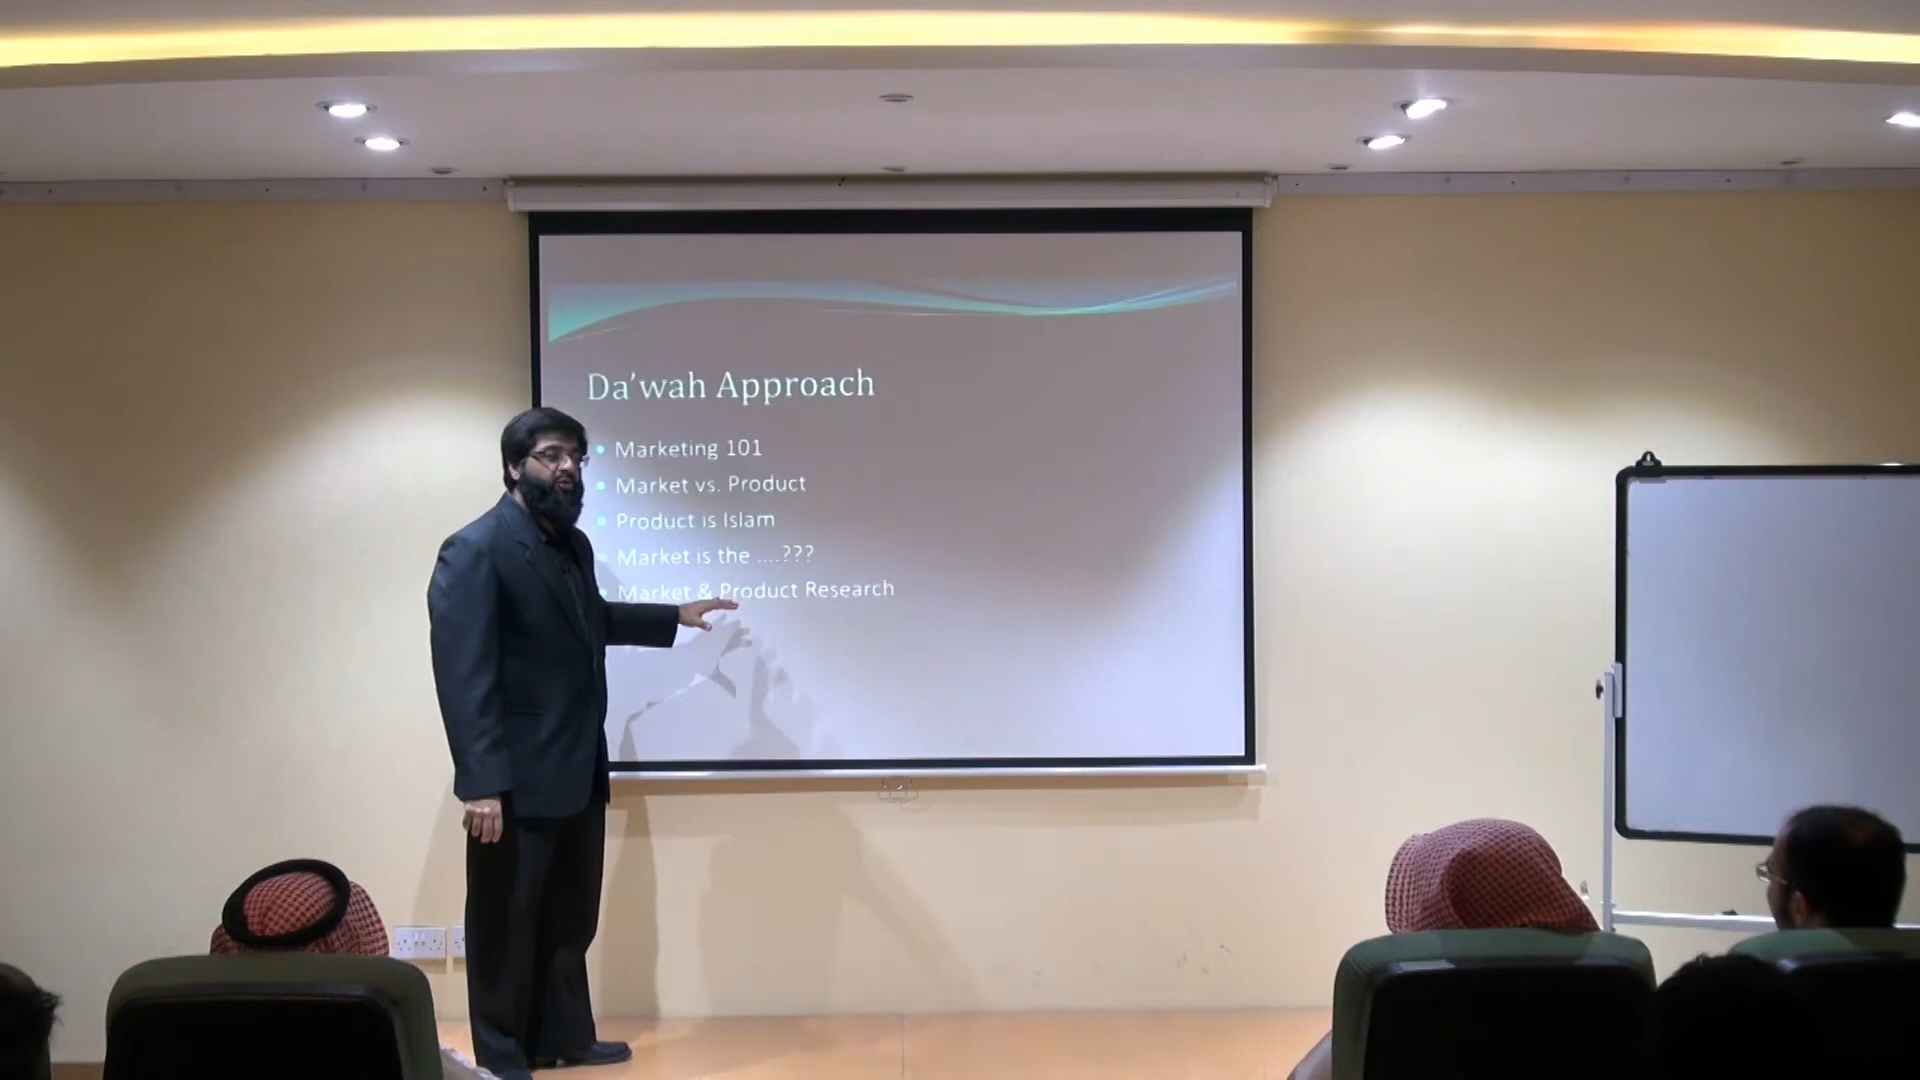 Da'wah Approach
• Marketing 101
• Market vs. Product
• Product is Islam
• Market is the ....???
• Market & Product Research